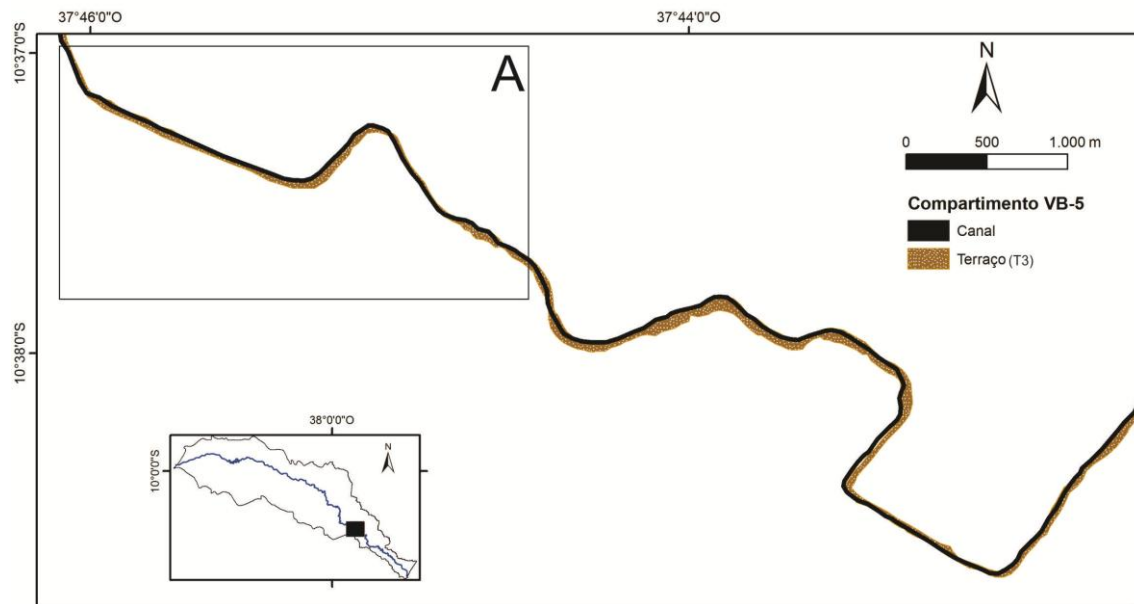 37°46'0"O
37°44'0"O
10°37'0"S
A
N
0 500 1.000 m
Compartimento VB-5
Canal
Terraço (T3)
10°38'0"S
38°0'0"O
N
10°0'0"S